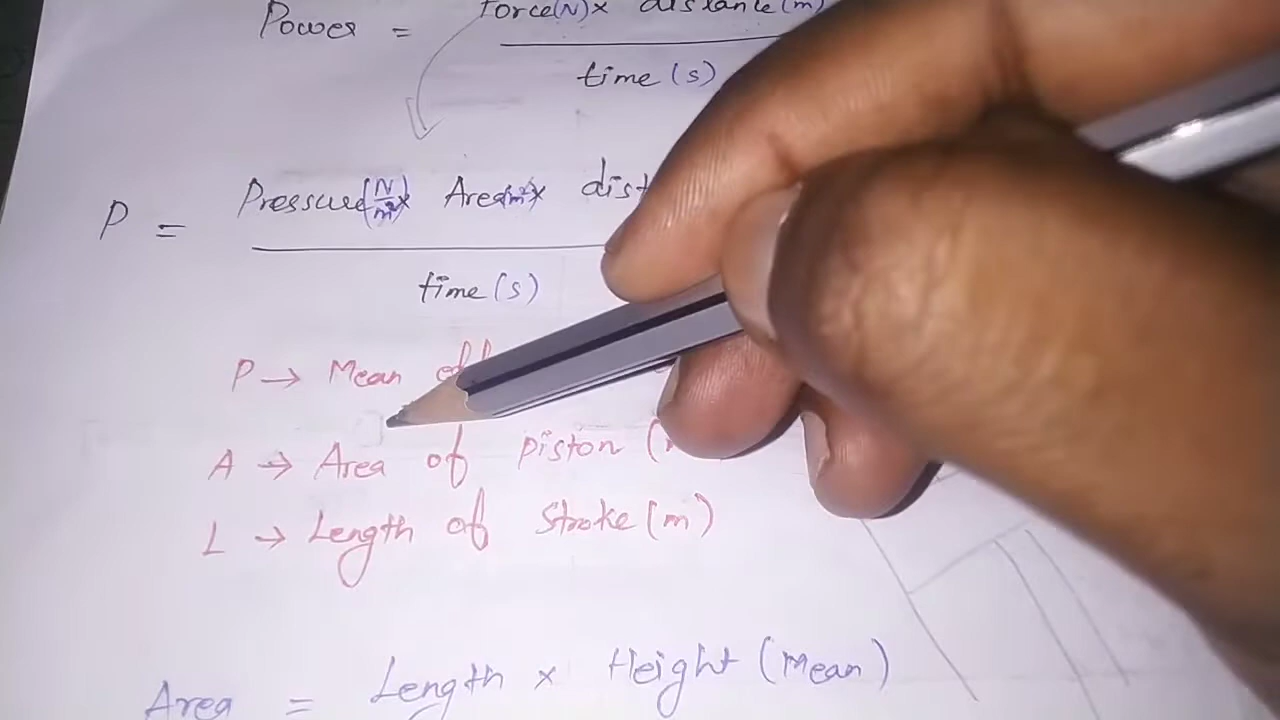 Power = Force(N) x distance(m)
time (s)
P = Pressure(N/m²) x Area(m²) x dist
time (s)
P → Mean
A → Area of piston (
L → Length of Stroke (m)
Area = Length x Height (Mean)